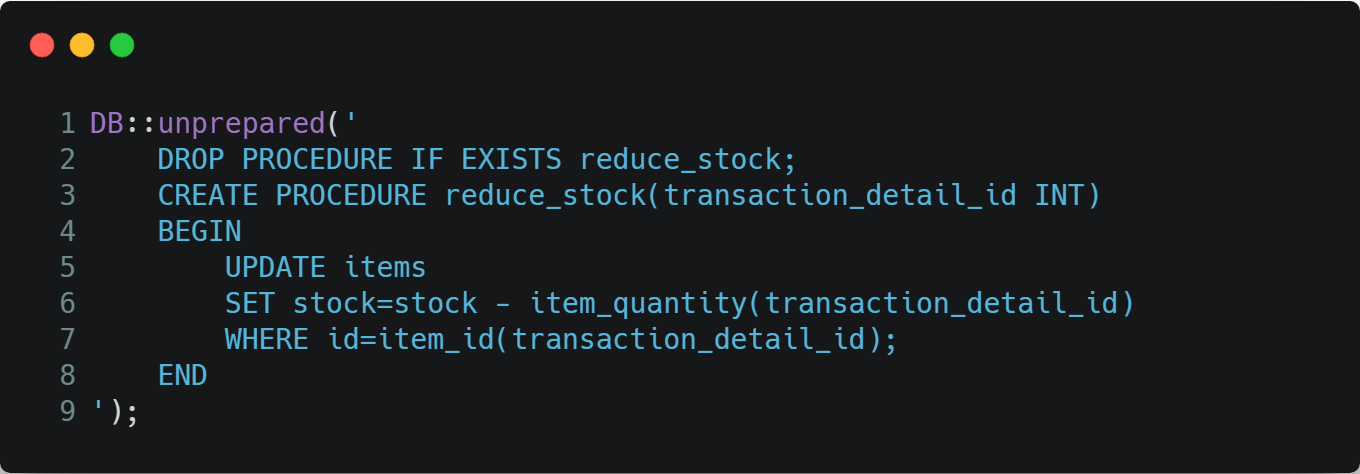 1 DB::unprepared('
2     DROP PROCEDURE IF EXISTS reduce_stock;
3     CREATE PROCEDURE reduce_stock(transaction_detail_id INT)
4     BEGIN
5         UPDATE items
6         SET stock=stock - item_quantity(transaction_detail_id)
7         WHERE id=item_id(transaction_detail_id);
8     END
9 ');